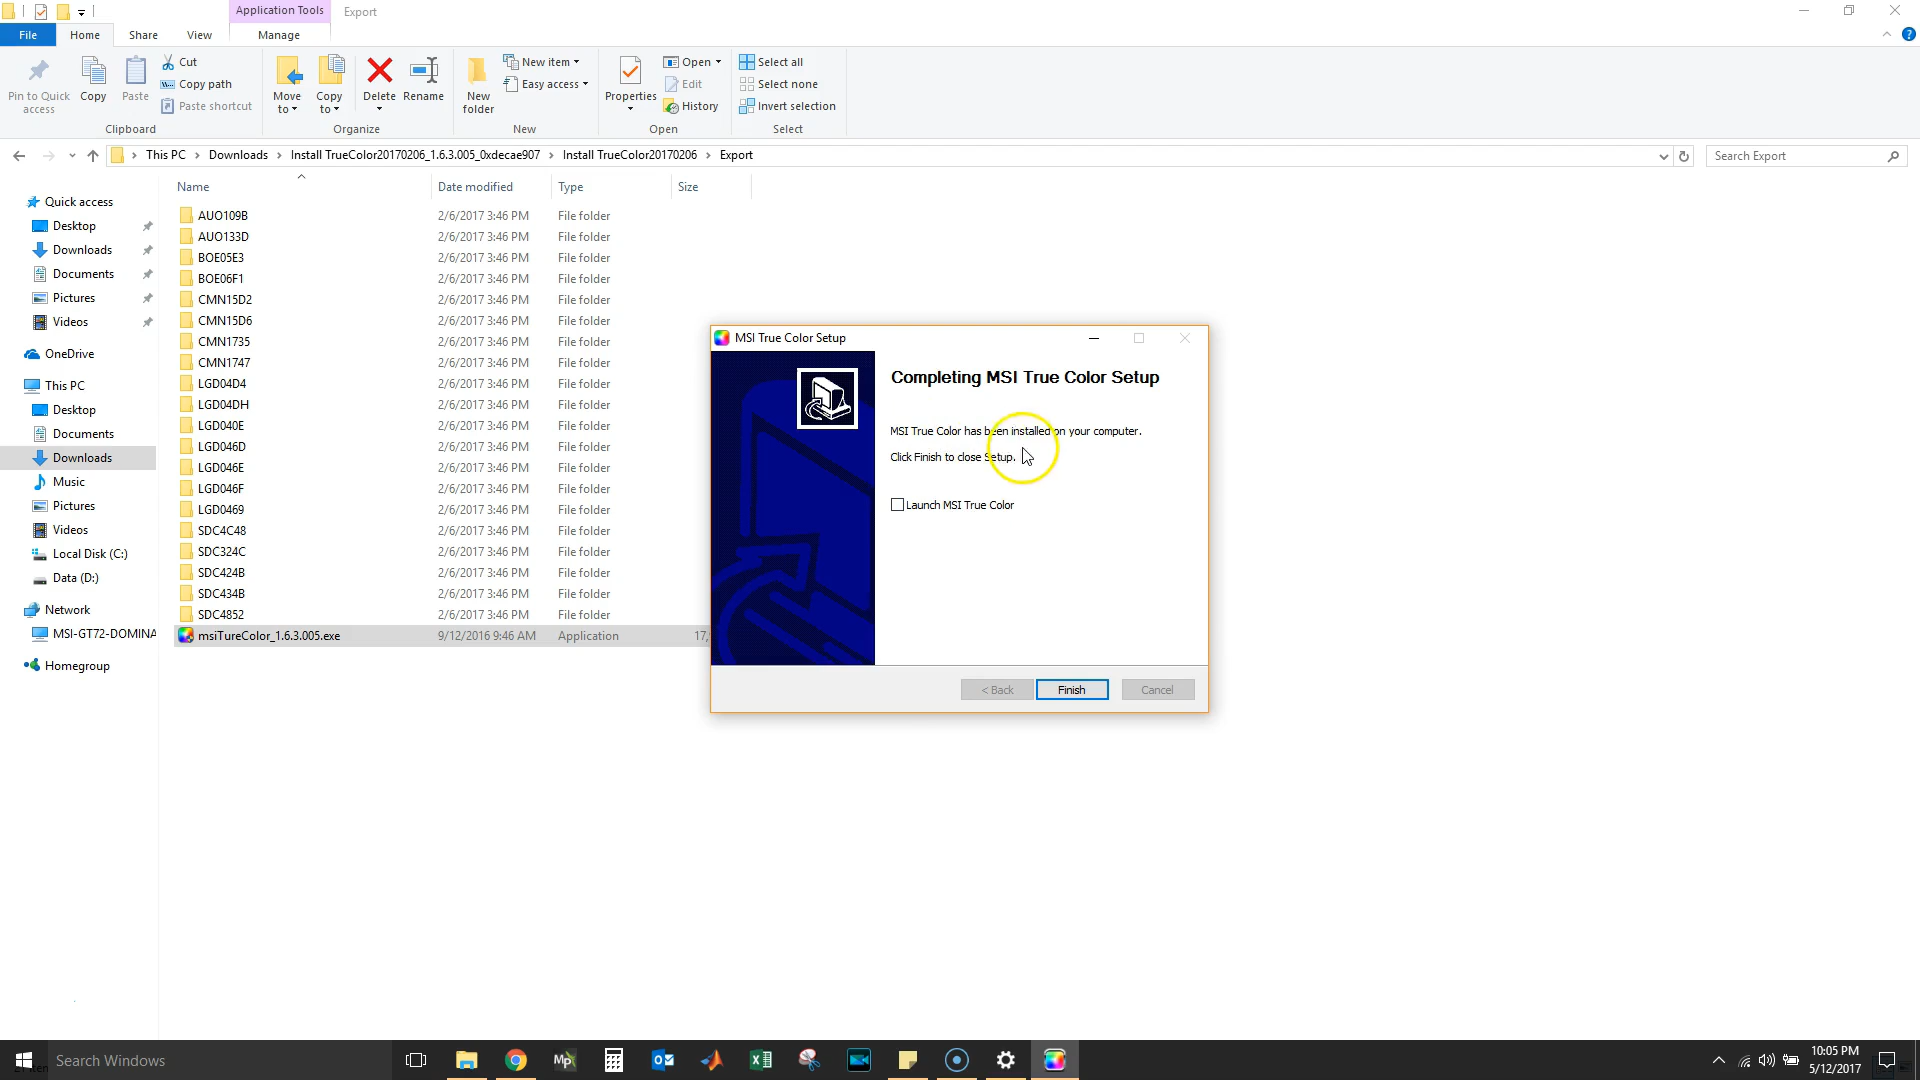 Application Tools
Export
File
Home
Share
View
Manage
Pin to Quick
access
Copy
Paste
Cut
Copy path
Paste shortcut
Clipboard
Move
to
Copy
to
Delete
Rename
Organize
New
folder
New item
Easy access
New
Properties
Open
Edit
History
Open
Select all
Select none
Invert selection
Select
This PC
Downloads
Install TrueColor20170206_1.6.3.005_0xdecae907
Install TrueColor20170206
Export
Search Export
Quick access
Desktop
Downloads
Documents
Pictures
Videos
OneDrive
This PC
Desktop
Documents
Downloads
Music
Pictures
Videos
Local Disk (C:)
Data (D:)
Network
MSI-GT72-DOMINA
Homegroup
Name Date modified Type Size
AUO109B 2/6/2017 3:46 PM File folder
AUO133D 2/6/2017 3:46 PM File folder
BOE05E3 2/6/2017 3:46 PM File folder
BOE06F1 2/6/2017 3:46 PM File folder
CMN15D2 2/6/2017 3:46 PM File folder
CMN15D6 2/6/2017 3:46 PM File folder
CMN1735 2/6/2017 3:46 PM File folder
CMN1747 2/6/2017 3:46 PM File folder
LGD04D4 2/6/2017 3:46 PM File folder
LGD04DH 2/6/2017 3:46 PM File folder
LGD040E 2/6/2017 3:46 PM File folder
LGD046D 2/6/2017 3:46 PM File folder
LGD046E 2/6/2017 3:46 PM File folder
LGD046F 2/6/2017 3:46 PM File folder
LGD0469 2/6/2017 3:46 PM File folder
SDC4C48 2/6/2017 3:46 PM File folder
SDC324C 2/6/2017 3:46 PM File folder
SDC424B 2/6/2017 3:46 PM File folder
SDC434B 2/6/2017 3:46 PM File folder
SDC4852 2/6/2017 3:46 PM File folder
msiTureColor_1.6.3.005.exe 9/12/2016 9:46 AM Application 17,
MSI True Color Setup
Completing MSI True Color Setup
MSI True Color has been installed on your computer.
Click Finish to close Setup.
Launch MSI True Color
< Back
Finish
Cancel
Search Windows
Mp
10:05 PM
5/12/2017